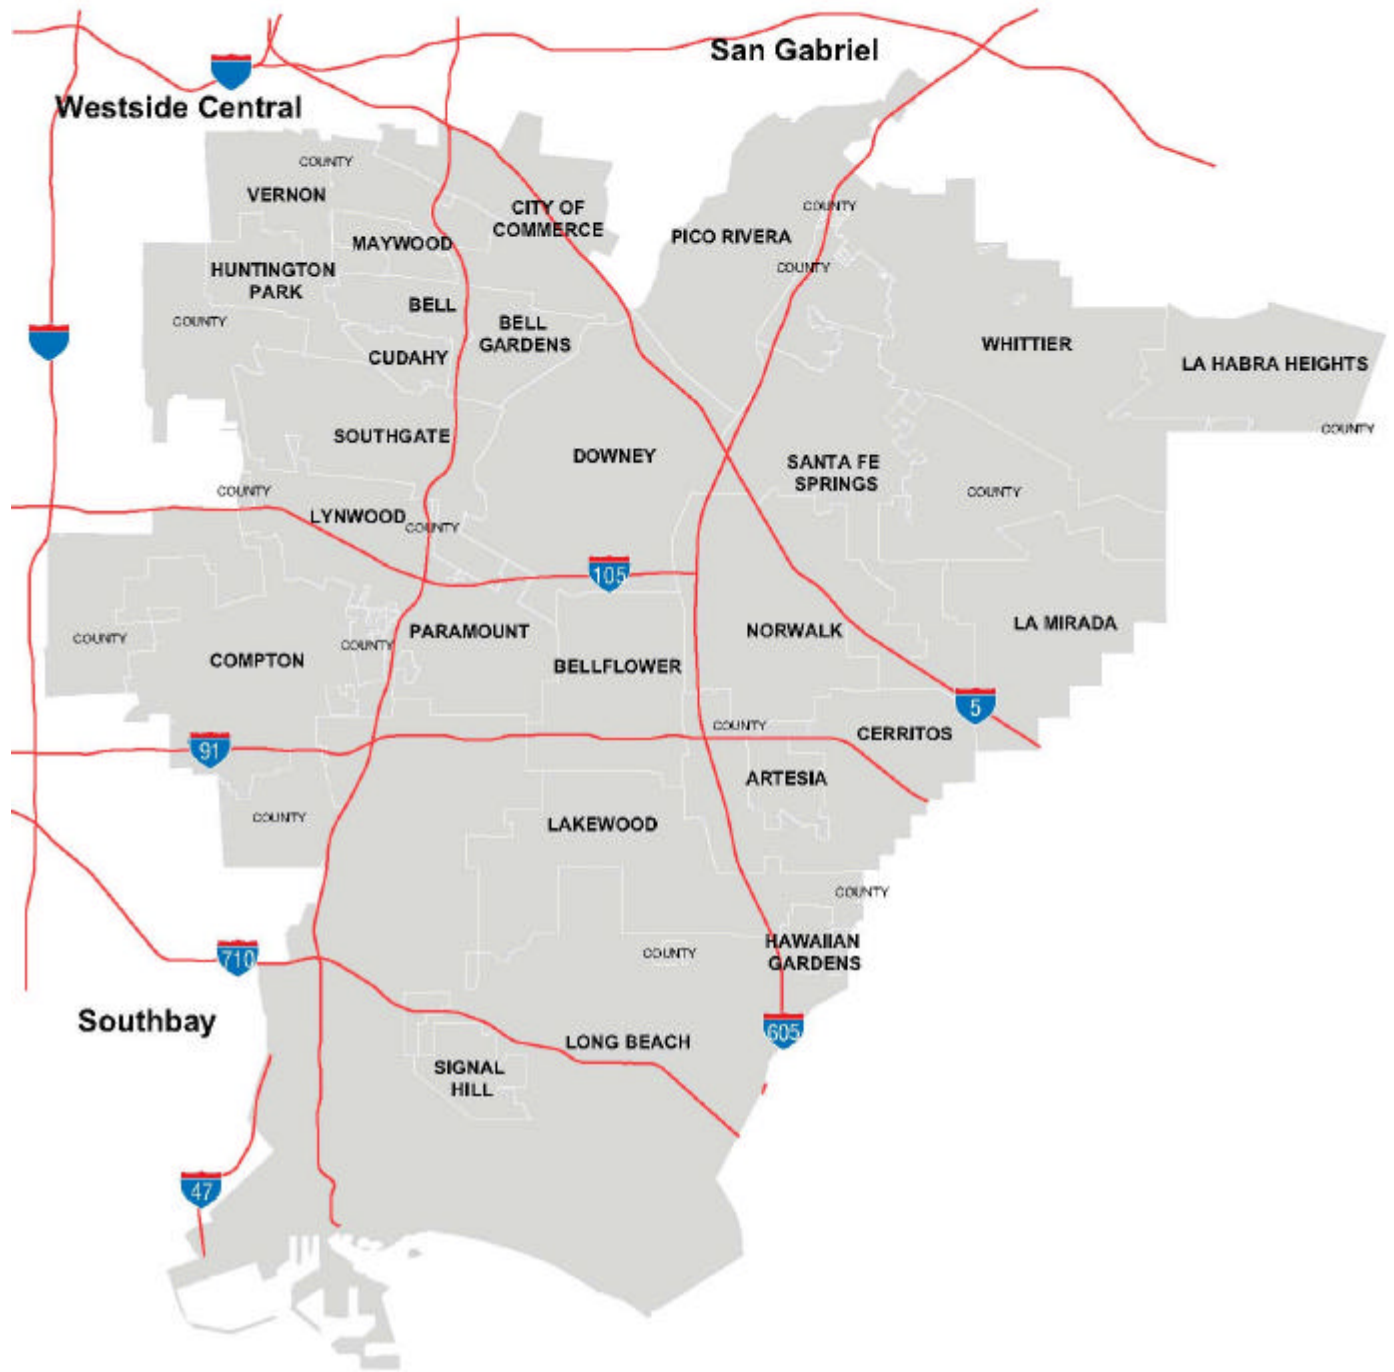 San Gabriel
Westside Central
COUNTY
VERNON
CITY OF
COMMERCE
COUNTY
PICO RIVERA
MAYWOOD
HUNTINGTON
PARK
COUNTY
BELL
COUNTY
BELL
GARDENS
WHITTIER
CUDAHY
LA HABRA HEIGHTS
COUNTY
SOUTHGATE
DOWNEY
SANTA FE
SPRINGS
COUNTY
COUNTY
LYNWOOD
COUNTY
105
COUNTY
COUNTY
COMPTON
PARAMOUNT
BELLFLOWER
NORWALK
LA MIRADA
5
COUNTY
CERRITOS
91
ARTESIA
COUNTY
LAKEWOOD
COUNTY
710
COUNTY
HAWAIIAN
GARDENS
Southbay
605
LONG BEACH
SIGNAL
HILL
47